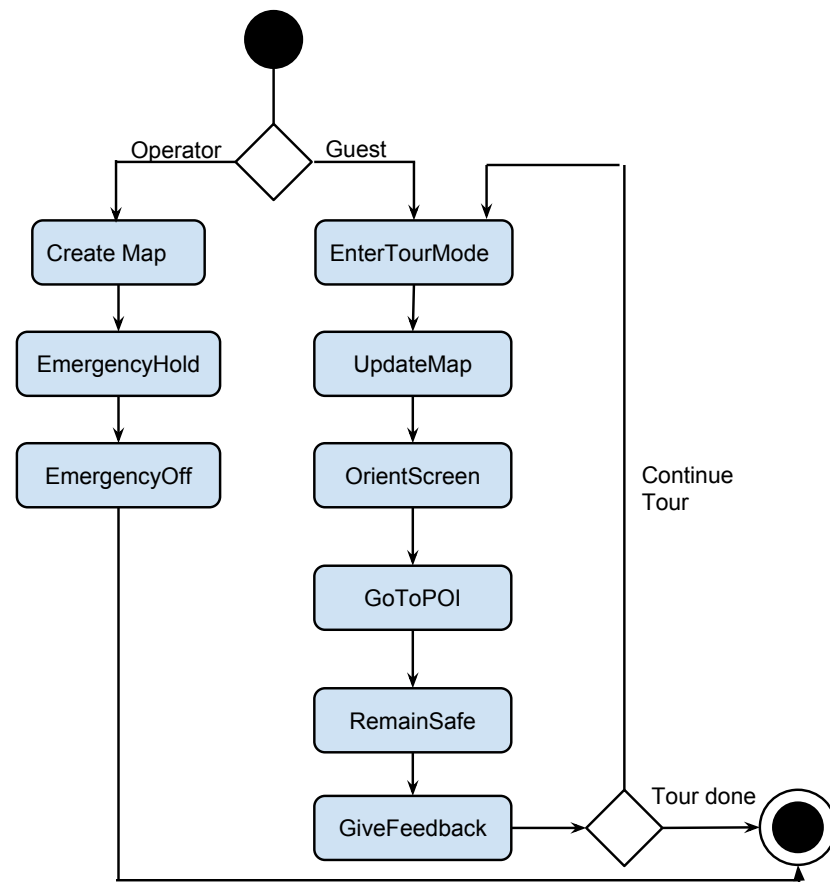 Operator
Guest
Create Map
EnterTourMode
EmergencyHold
UpdateMap
EmergencyOff
OrientScreen
Continue
Tour
GoToPOI
RemainSafe
GiveFeedback
Tour done